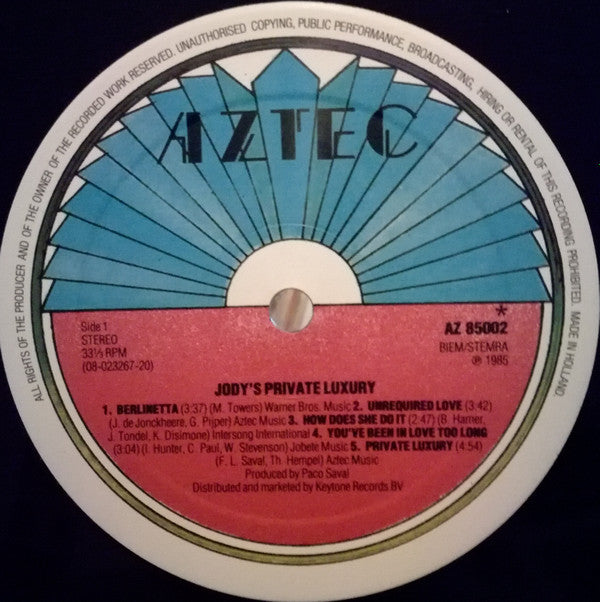 ALL RIGHTS OF THE PRODUCER AND OF THE OWNER OF THE RECORDED WORK RESERVED. UNAUTHORISED COPYING, PUBLIC PERFORMANCE, BROADCASTING, HIRING OR RENTAL OF THIS RECORDING PROHIBITED. MADE IN HOLLAND
AZTEC
Side 1
STEREO
33⅓ RPM
(08-023267-20)
*
AZ 85002
BIEM/STEMRA
℗ 1985
JODY'S PRIVATE LUXURY
1. BERLINETTA (3:37) (M. Towers) Warner Bros. Music 2. UNREQUIRED LOVE (3:42)
(J. de Jonckheere, G. Prijper) Aztec Music 3. HOW DOES SHE DO IT (2:47) (B. Hamer,
J. Tondel, K. Disimone) Intersong International 4. YOU'VE BEEN IN LOVE TOO LONG
(3:04) (I. Hunter, C. Paul, W. Stevenson) Jobete Music 5. PRIVATE LUXURY (4:54)
(F. L. Saval, Th. Hempel) Aztec Music
Produced by Paco Saval
Distributed and marketed by Keytone Records BV